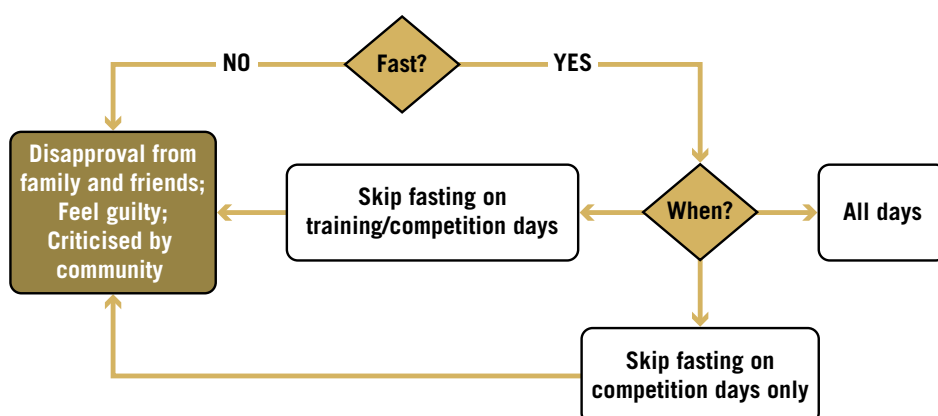 NO
Fast?
YES
Disapproval from
family and friends;
Feel guilty;
Criticised by
community
Skip fasting on
training/competition days
When?
All days
Skip fasting on
competition days only